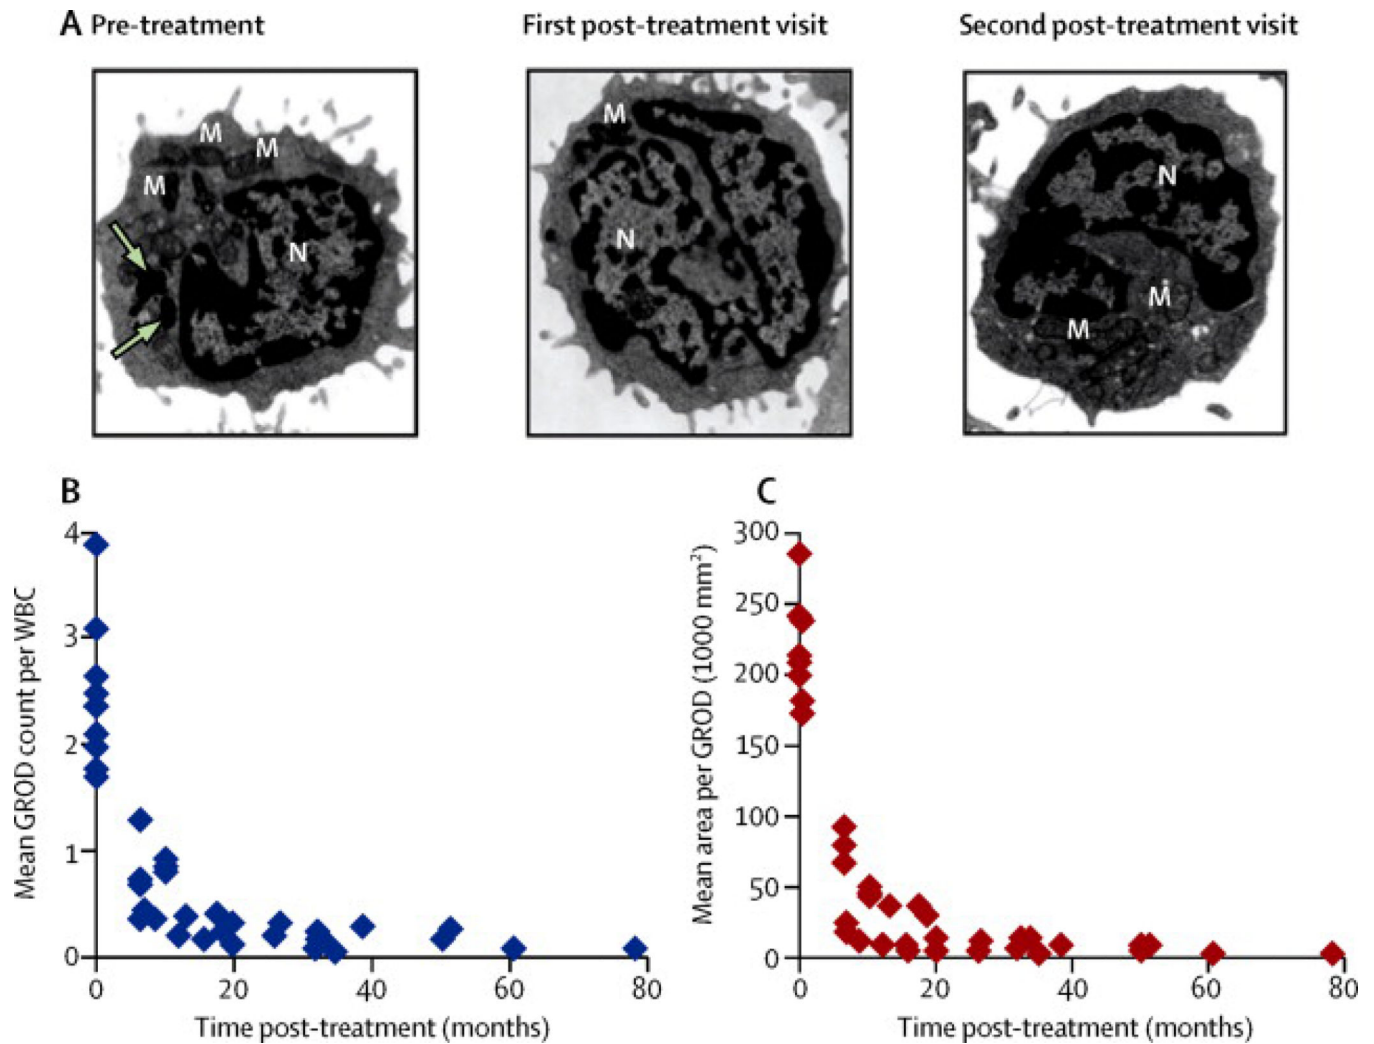 A Pre-treatment
First post-treatment visit
Second post-treatment visit
M
M
M
N
M
N
N
M
M
B
C
Mean GROD count per WBC
4
3
2
1
0
0 20 40 60 80
Time post-treatment (months)
Mean area per GROD (1000 mm²)
300
250
200
150
100
50
0
0 20 40 60 80
Time post-treatment (months)